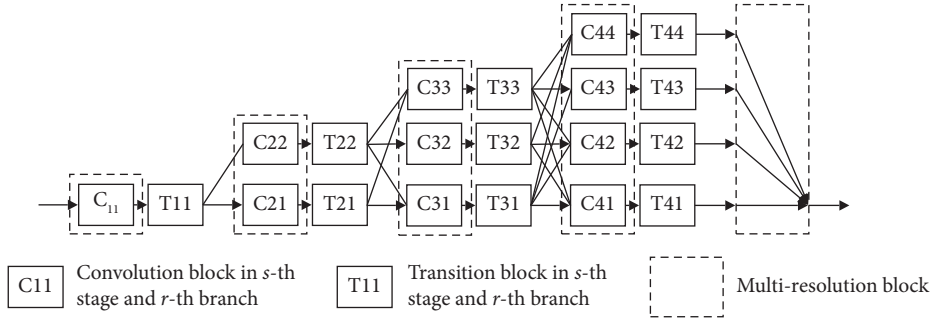 C44 T44
C33 T33 C43 T43
C22 T22 C32 T32 C42 T42
C11 T11 C21 T21 C31 T31 C41 T41
C11 Convolution block in s-th
stage and r-th branch
T11 Transition block in s-th
stage and r-th branch
Multi-resolution block